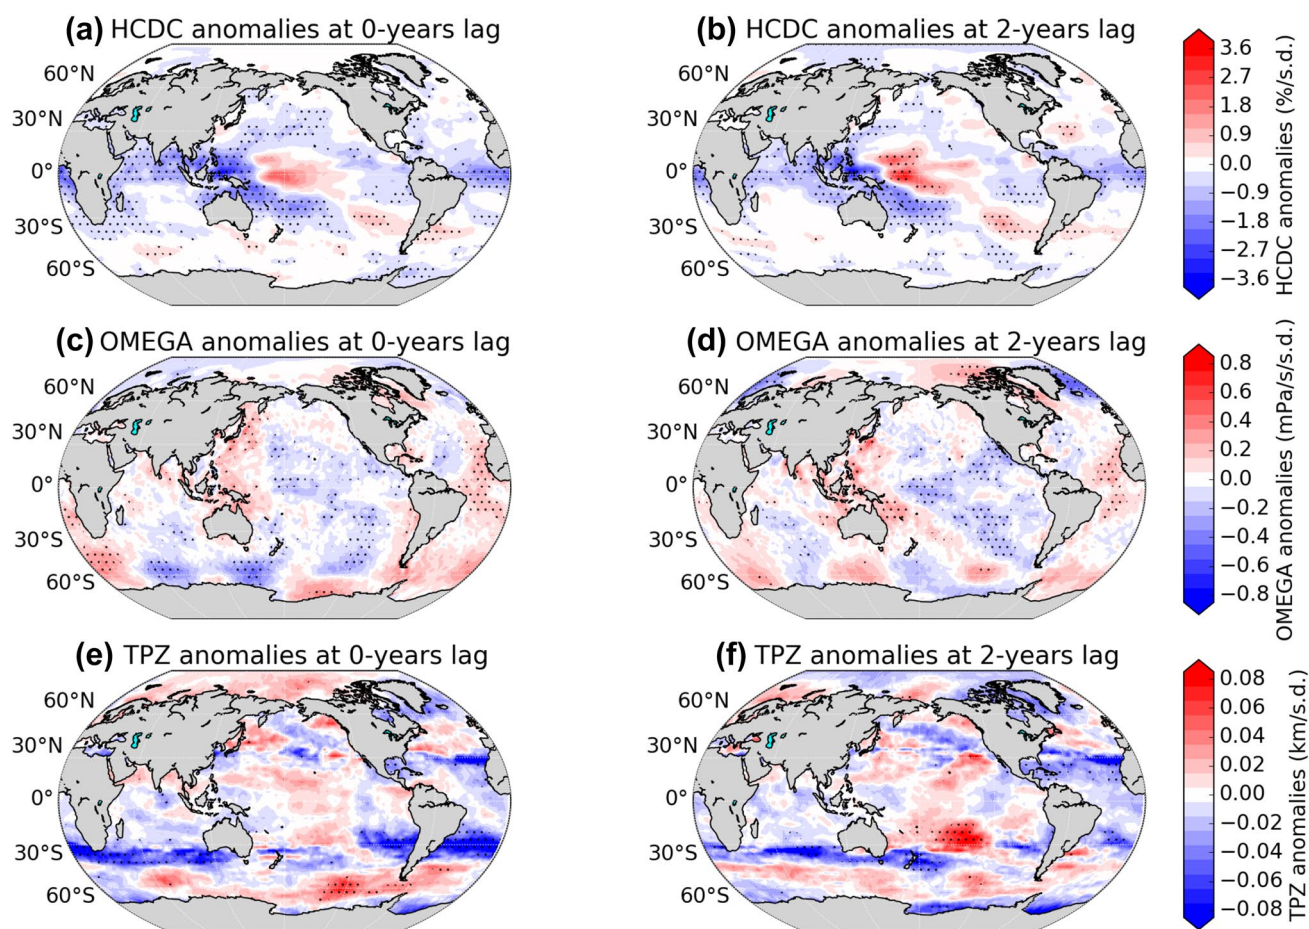 (a) HCDC anomalies at 0-years lag
60°N
30°N
0°
30°S
60°S
(b) HCDC anomalies at 2-years lag
60°N
30°N
0°
30°S
60°S
3.6
2.7
1.8
0.9
0.0
−0.9
−1.8
−2.7
−3.6
HCDC anomalies (%/s.d.)
(c) OMEGA anomalies at 0-years lag
60°N
30°N
0°
30°S
60°S
(d) OMEGA anomalies at 2-years lag
60°N
30°N
0°
30°S
60°S
0.8
0.6
0.4
0.2
0.0
−0.2
−0.4
−0.6
−0.8
OMEGA anomalies (mPa/s/s.d.)
(e) TPZ anomalies at 0-years lag
60°N
30°N
0°
30°S
60°S
(f) TPZ anomalies at 2-years lag
60°N
30°N
0°
30°S
60°S
0.08
0.06
0.04
0.02
0.00
−0.02
−0.04
−0.06
−0.08
TPZ anomalies (km/s.d.)